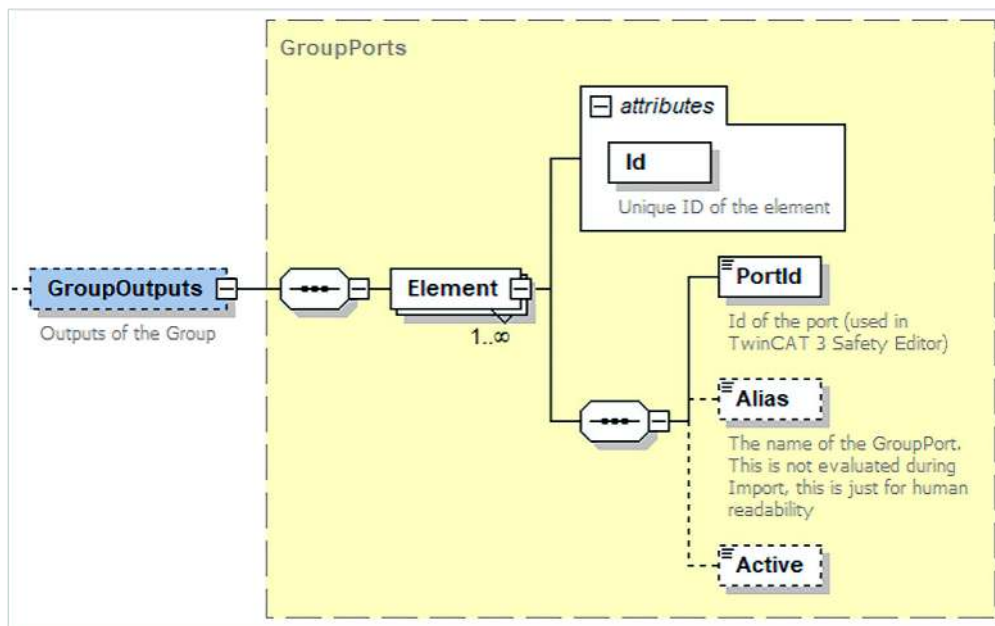 GroupPorts
attributes
Id
Unique ID of the element
GroupOutputs
Outputs of the Group
Element
1..∞
PortId
Id of the port (used in
TwinCAT 3 Safety Editor)
Alias
The name of the GroupPort.
This is not evaluated during
Import, this is just for human
readability
Active